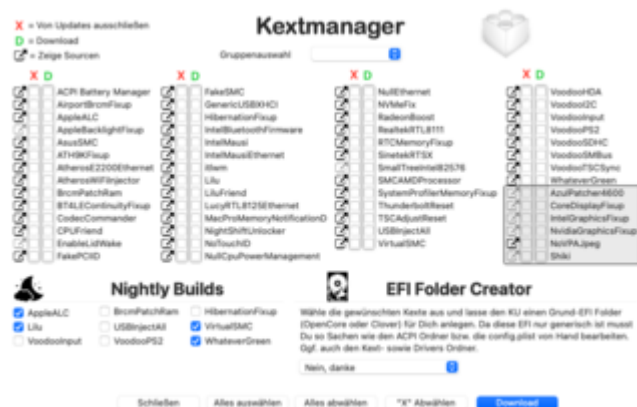 X = Von Updates ausschließen
D = Download
= Zeige Sourcen
Kextmanager
Gruppenauswahl
X D
ACPI Battery Manager
AirportBrcmFixup
AppleALC
AppleBacklightFixup
AsusSMC
ATH9KFixup
AtherosE2200Ethernet
AtherosWiFiInjector
BrcmPatchRam
BT4LEContinuityFixup
CodecCommander
CPUFriend
EnableLidWake
FakePCIID
X D
FakeSMC
GenericUSBXHCI
HibernationFixup
IntelBluetoothFirmware
IntelMausi
IntelMausiEthernet
itlwm
Lilu
LiluFriend
LucyRTL8125Ethernet
MacProMemoryNotificationD
NightShiftUnlocker
NoTouchID
NullCpuPowerManagement
X D
NullEthernet
NVMeFix
RadeonBoost
RealtekRTL8111
RTCMemoryFixup
SinetekRTSX
SmallTreeIntel82576
SMCAMDProcessor
SystemProfilerMemoryFixup
ThunderboltReset
TSCAdjustReset
USBInjectAll
VirtualSMC
X D
VoodooHDA
VoodooI2C
VoodooInput
VoodooPS2
VoodooSDHC
VoodooSMBus
VoodooTSCSync
WhateverGreen
AzulPatcher4600
CoreDisplayFixup
IntelGraphicsFixup
NvidiaGraphicsFixup
NoVPAJpeg
Shiki
Nightly Builds
AppleALC BrcmPatchRam HibernationFixup
Lilu USBInjectAll VirtualSMC
VoodooInput VoodooPS2 WhateverGreen
EFI Folder Creator
Wähle die gewünschten Kexte aus und lasse den KU einen Grund-EFI Folder
(OpenCore oder Clover) für Dich anlegen. Da diese EFI nur generisch ist musst
Du so Sachen wie den ACPI Ordner bzw. die config.plist von Hand bearbeiten.
Ggf. auch den Kext- sowie Drivers Ordner.
Nein, danke
Schließen Alles auswählen Alles abwählen "X" Abwählen Download